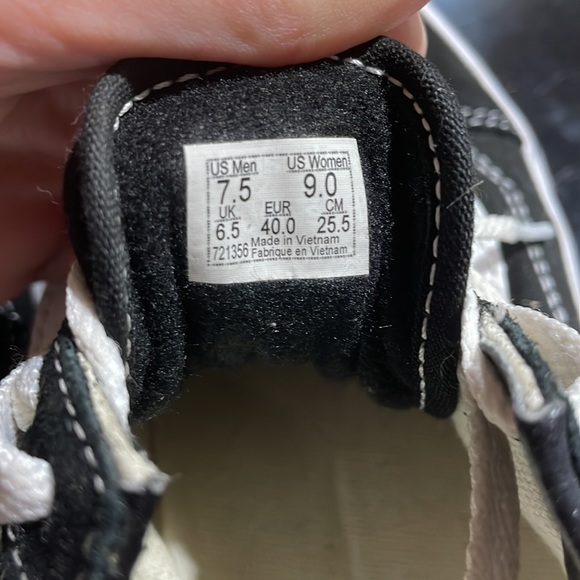 US Men US Women
7.5 9.0
UK EUR CM
6.5 40.0 25.5
Made in Vietnam
721356 Fabrique en Vietnam